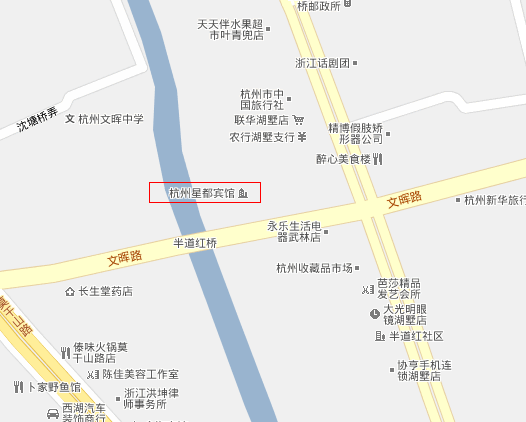 桥邮政所
天天伴水果超
市叶青兜店
浙江话剧团
杭州市中
国旅行社
沈塘桥弄
杭州文晖中学
联华湖墅店
农行湖墅支行
精博假肢矫
形器公司
醉心美食楼
杭州星都宾馆
文晖路
杭州新华旅行
永乐生活电
器武林店
半道红桥
文晖路
杭州收藏品市场
芭莎精品
发艺会所
长生堂药店
大光明眼
镜湖墅店
莫干山路
半道红社区
傣味火锅莫
干山路店
协亨手机连
锁湖墅店
陈佳美容工作室
卜家野鱼馆
浙江洪坤律
师事务所
西湖汽车
装饰商行